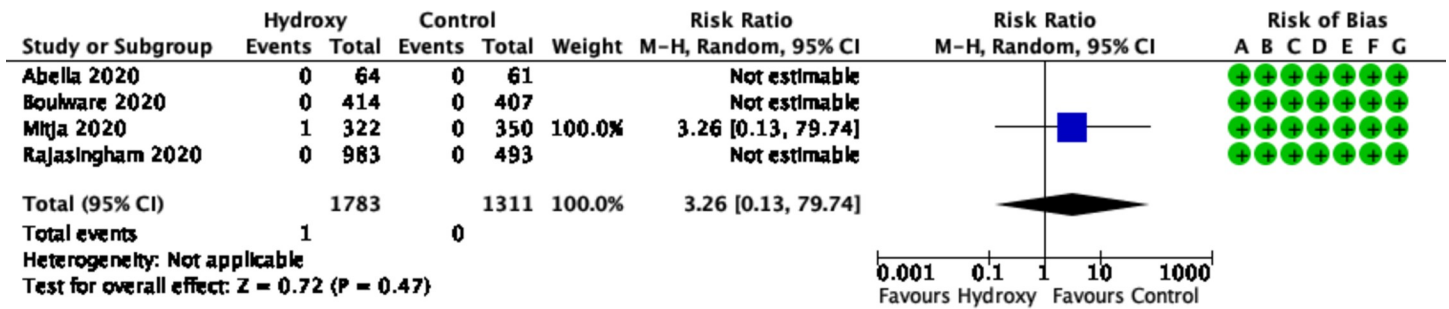 Hydroxy Control Risk Ratio Risk Ratio Risk of Bias
Study or Subgroup Events Total Events Total Weight M-H, Random, 95% CI M-H, Random, 95% CI A B C D E F G
Abella 2020 0 64 0 61 Not estimable + + + + + + +
Boulware 2020 0 414 0 407 Not estimable + + + + + + +
Mitja 2020 1 322 0 350 100.0% 3.26 [0.13, 79.74] + + + + + + +
Rajasingham 2020 0 983 0 493 Not estimable + + + + + + +
Total (95% CI) 1783 1311 100.0% 3.26 [0.13, 79.74]
Total events 1 0
Heterogeneity: Not applicable
Test for overall effect: Z = 0.72 (P = 0.47)
0.001 0.1 1 10 1000
Favours Hydroxy Favours Control